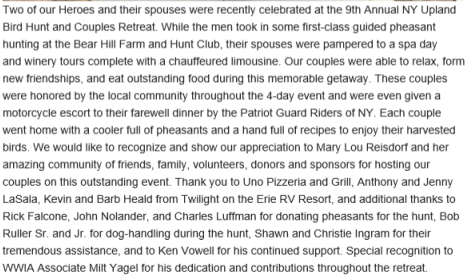 Two of our Heroes and their spouses were recently celebrated at the 9th Annual NY Upland
Bird Hunt and Couples Retreat. While the men took in some first-class guided pheasant
hunting at the Bear Hill Farm and Hunt Club, their spouses were pampered to a spa day
and winery tours complete with a chauffeured limousine. Our couples were able to relax, form
new friendships, and eat outstanding food during this memorable getaway. These couples
were honored by the local community throughout the 4-day event and were even given a
motorcycle escort to their farewell dinner by the Patriot Guard Riders of NY. Each couple
went home with a cooler full of pheasants and a hand full of recipes to enjoy their harvested
birds. We would like to recognize and show our appreciation to Mary Lou Reisdorf and her
amazing community of friends, family, volunteers, donors and sponsors for hosting our
couples on this outstanding event. Thank you to Uno Pizzeria and Grill, Anthony and Jenny
LaSala, Kevin and Barb Heald from Twilight on the Erie RV Resort, and additional thanks to
Rick Falcone, John Nolander, and Charles Luffman for donating pheasants for the hunt, Bob
Ruller Sr. and Jr. for dog-handling during the hunt, Shawn and Christie Ingram for their
tremendous assistance, and to Ken Vowell for his continued support. Special recognition to
WWIA Associate Milt Yagel for his dedication and contributions throughout the retreat.